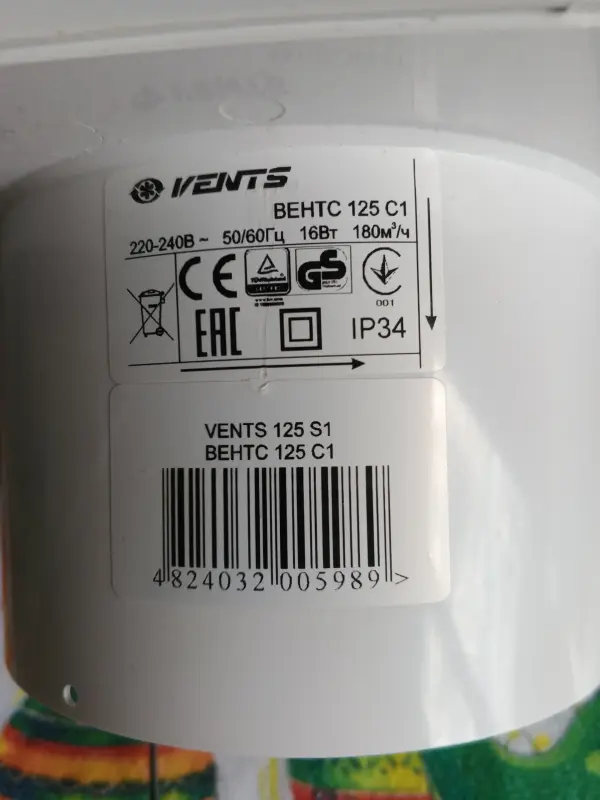 VENTS
ВЕНТС 125 С1
220-240В ~ 50/60Гц 16Вт 180м³/ч
CE
GS
001
EAC
IP34
VENTS 125 S1
ВЕНТС 125 С1
4 824032 005989 >